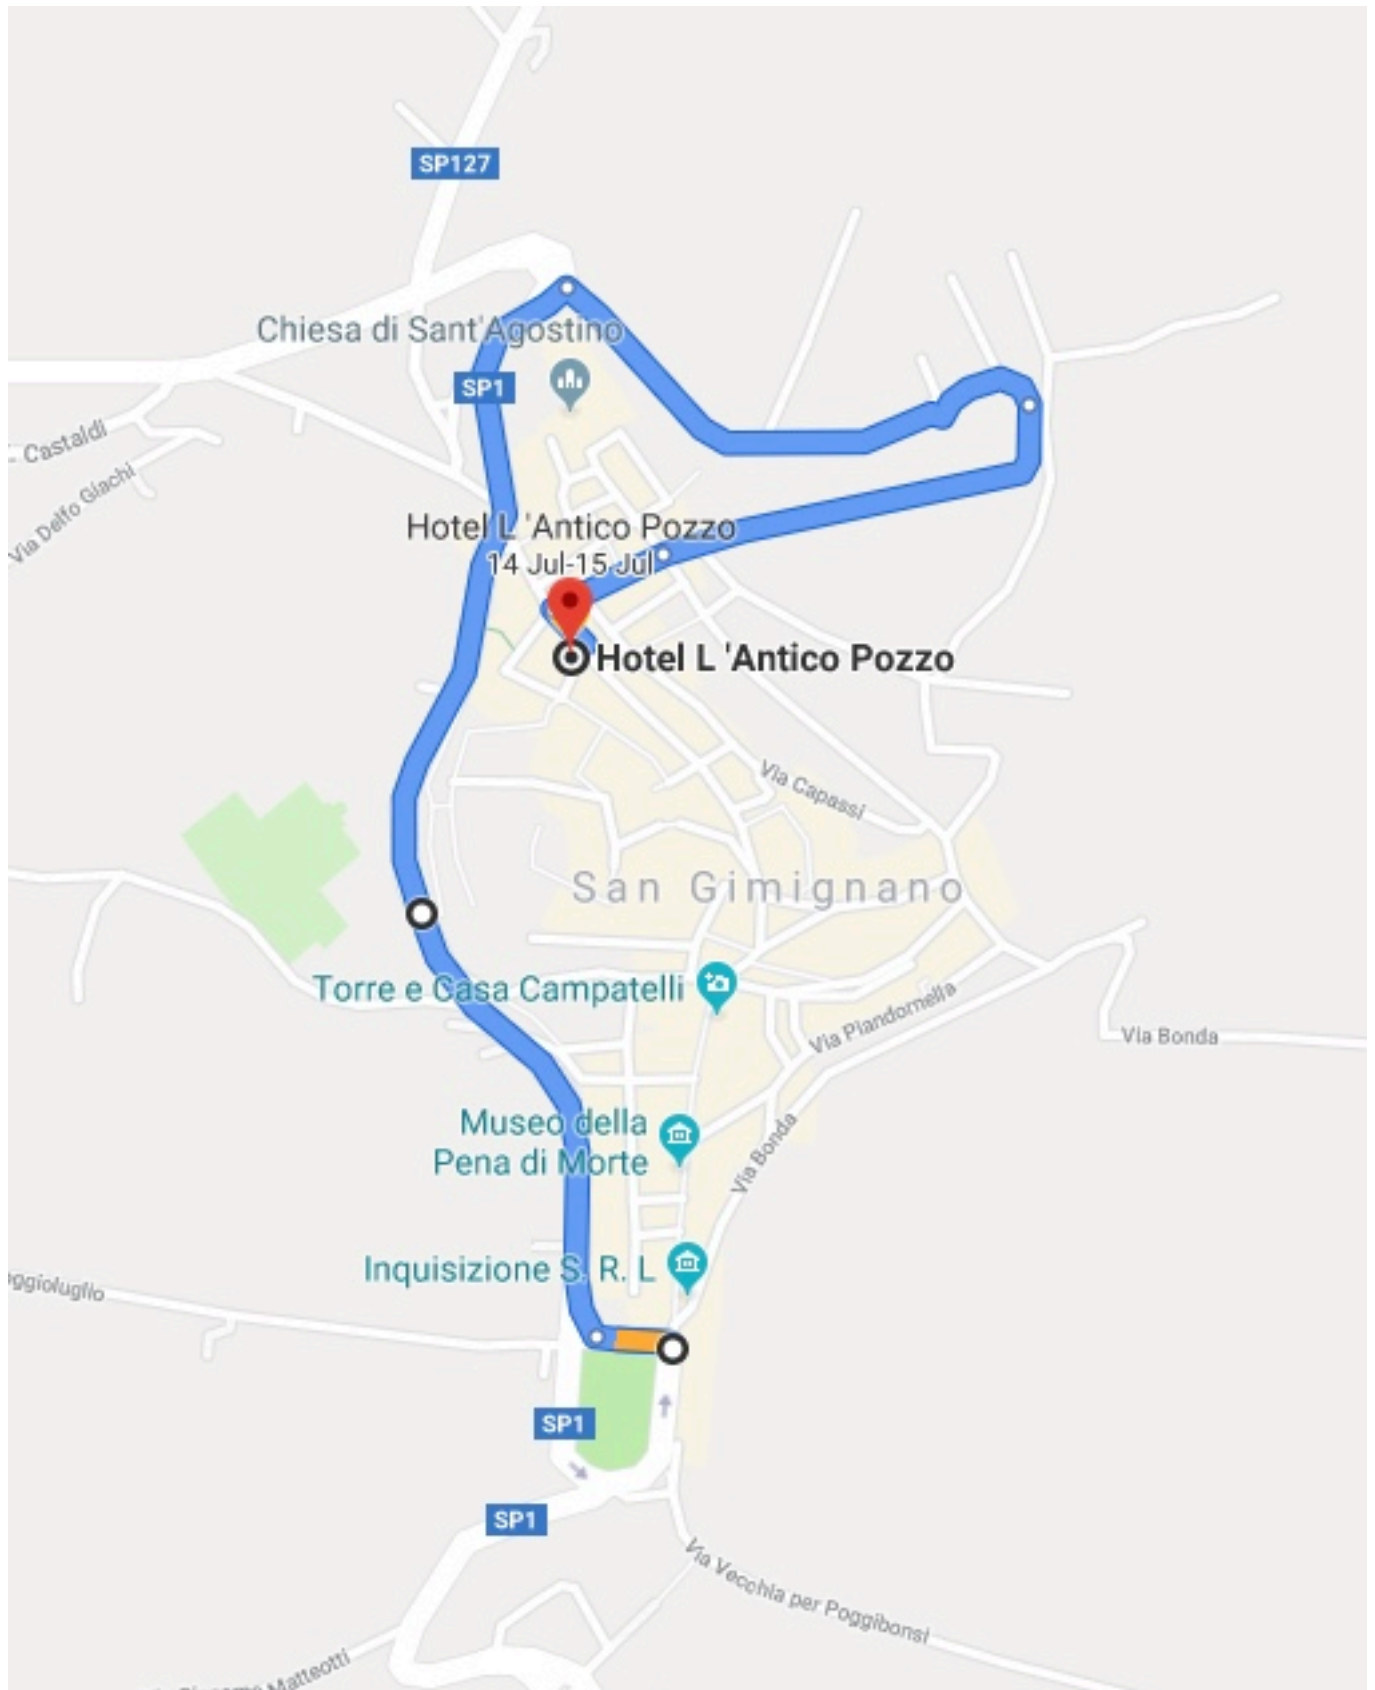 SP127
Chiesa di Sant'Agostino
SP1
Castaldi
Via Delfo Giachi
Hotel L 'Antico Pozzo
14 Jul-15 Jul
Hotel L 'Antico Pozzo
Via Capassi
San Gimignano
Torre e Casa Campatelli
Via Piandornella
Via Bonda
Museo della
Pena di Morte
Via Bonda
Inquisizione S. R. L
oggioluglio
SP1
SP1
Via Vecchia per Poggibonsi
Matteotti